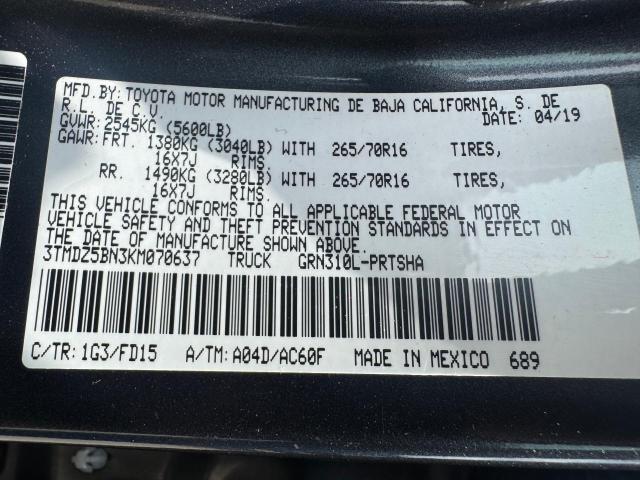 MFD.BY:TOYOTA MOTOR MANUFACTURING DE BAJA CALIFORNIA, S. DE
R.L. DE C.V. DATE: 04/19
GVWR:2545KG (5600LB)
GAWR:FRT. 1380KG (3040LB) WITH 265/70R16 TIRES,
16X7J RIMS.
RR. 1490KG (3280LB) WITH 265/70R16 TIRES,
16X7J RIMS.
THIS VEHICLE CONFORMS TO ALL APPLICABLE FEDERAL MOTOR
VEHICLE SAFETY AND THEFT PREVENTION STANDARDS IN EFFECT ON
THE DATE OF MANUFACTURE SHOWN ABOVE.
3TMDZ5BN3KM070637 TRUCK GRN310L-PRTSHA
C/TR: 1G3/FD15 A/TM: A04D/AC60F MADE IN MEXICO 689